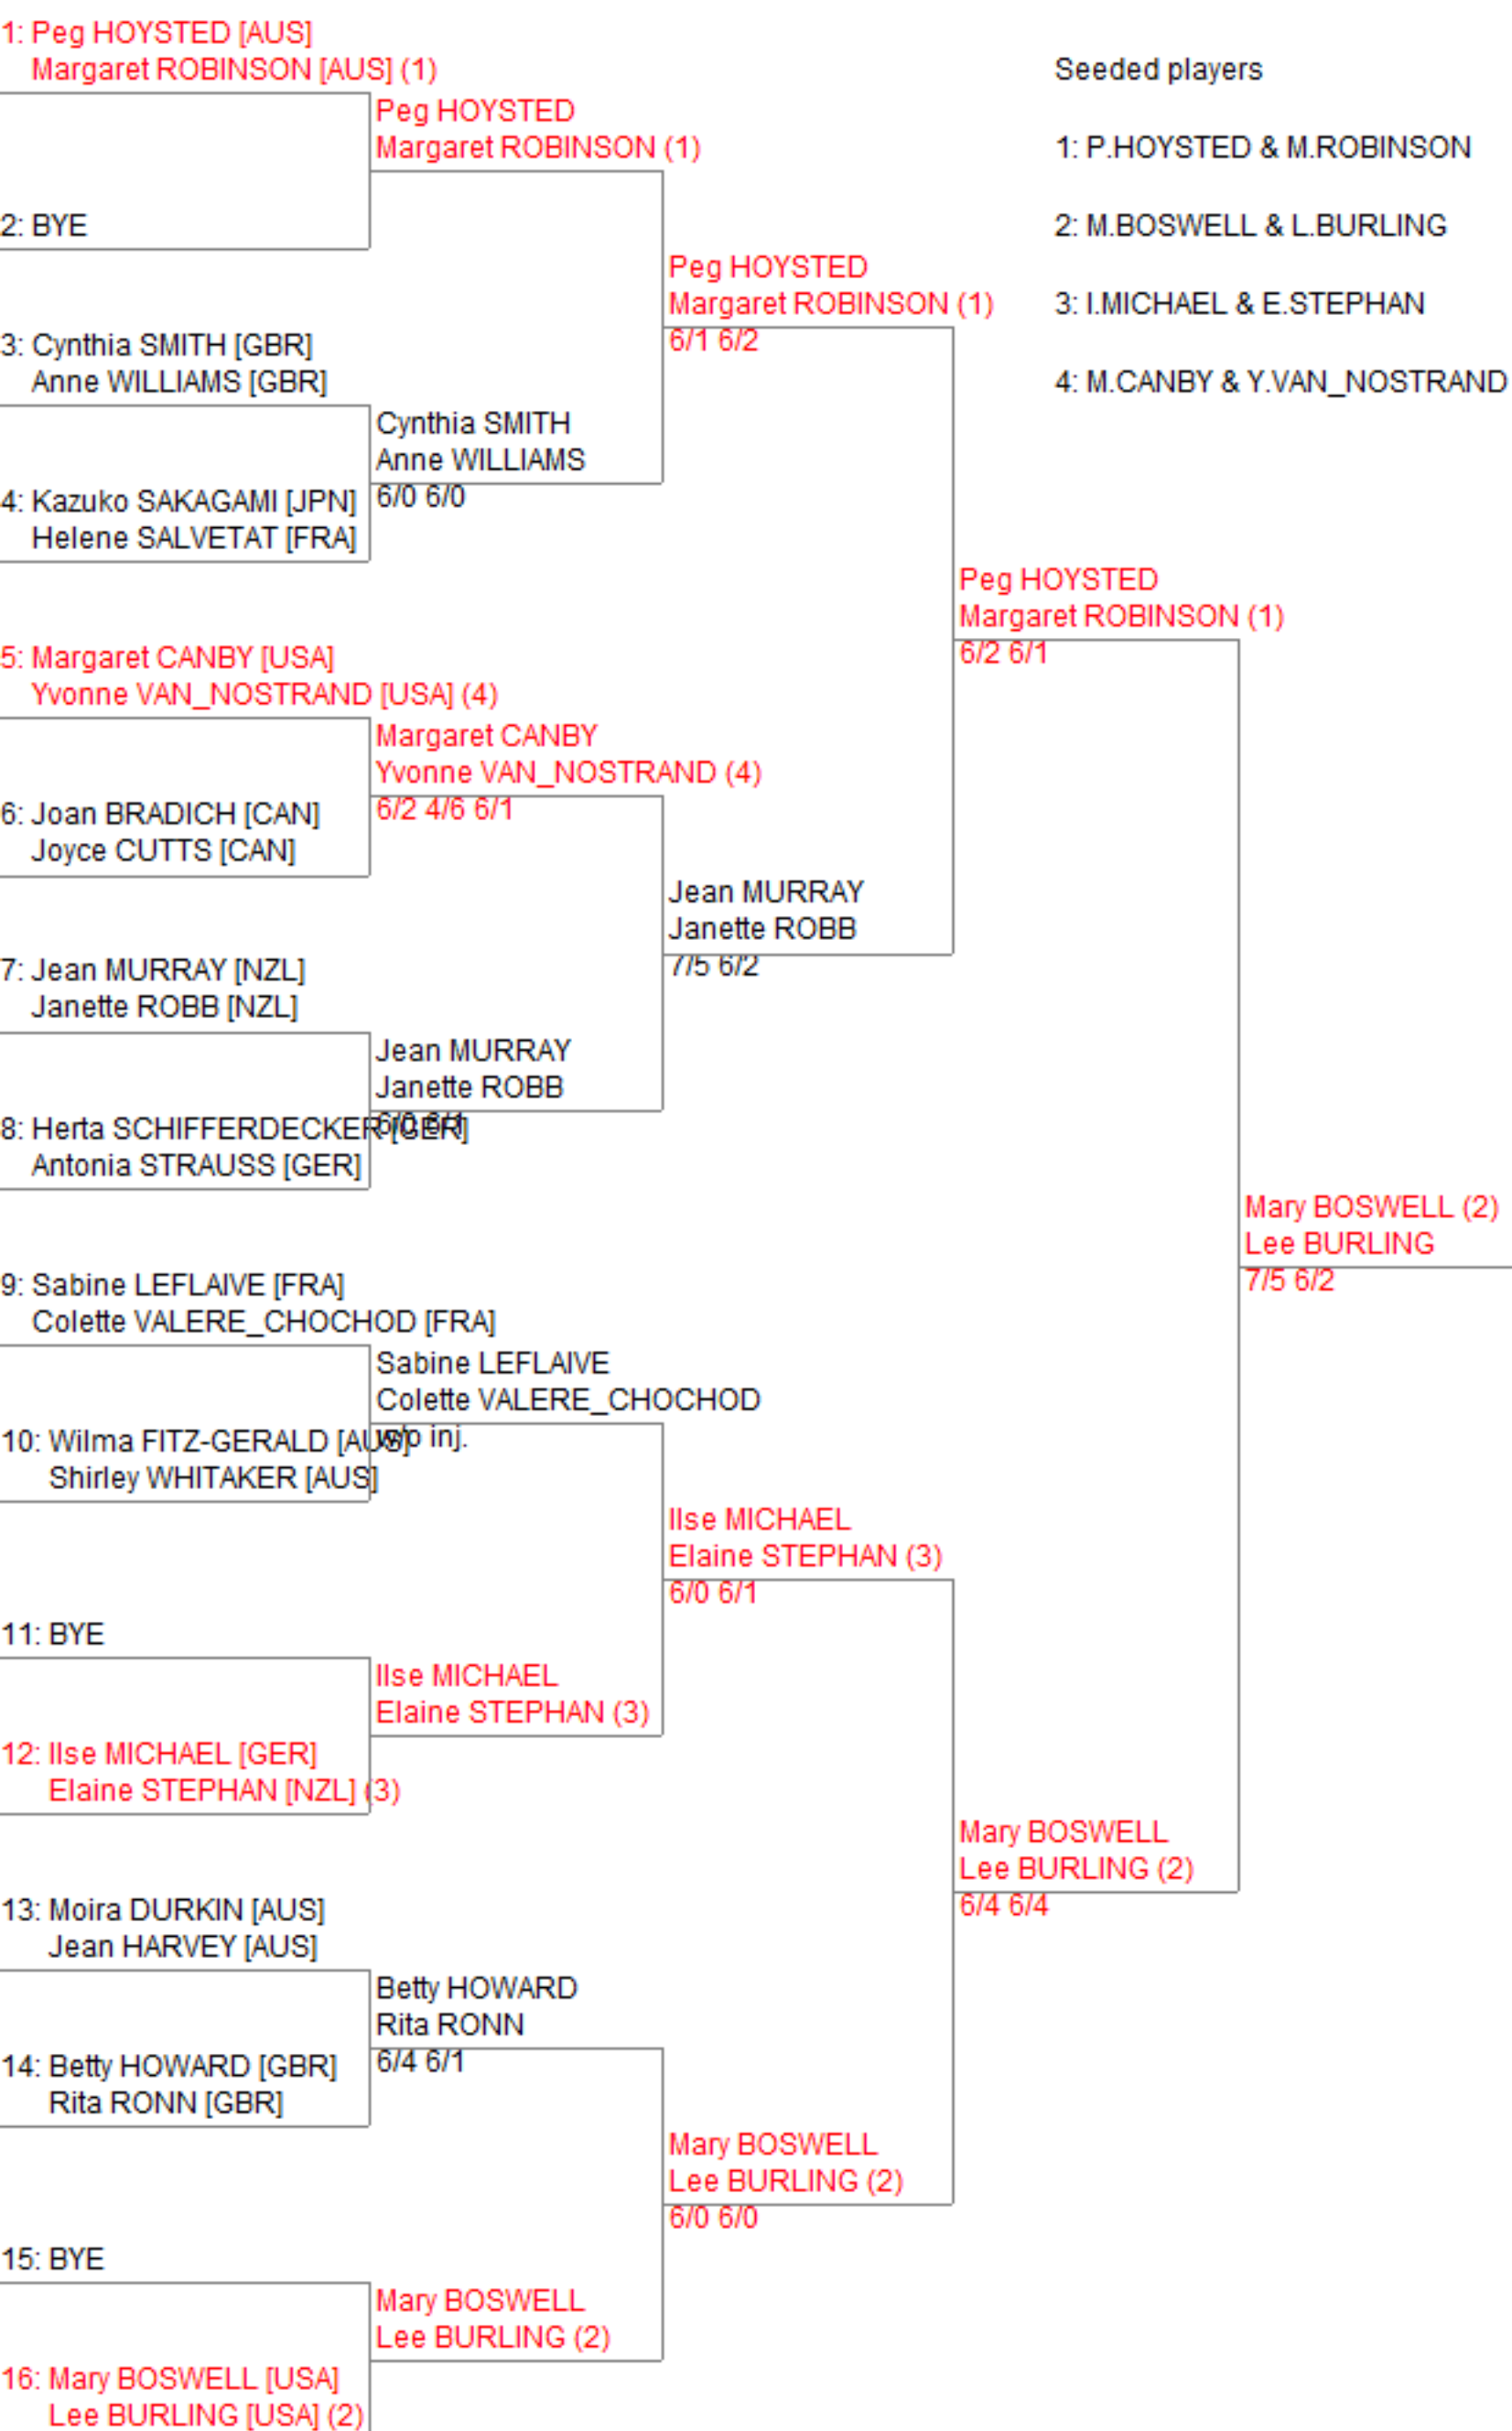 1: Peg HOYSTED [AUS]
Margaret ROBINSON [AUS] (1)
2: BYE
3: Cynthia SMITH [GBR]
Anne WILLIAMS [GBR]
4: Kazuko SAKAGAMI [JPN]
Helene SALVETAT [FRA]
5: Margaret CANBY [USA]
Yvonne VAN_NOSTRAND [USA] (4)
6: Joan BRADICH [CAN]
Joyce CUTTS [CAN]
7: Jean MURRAY [NZL]
Janette ROBB [NZL]
8: Herta SCHIFFERDECKER [GER]
Antonia STRAUSS [GER]
9: Sabine LEFLAIVE [FRA]
Colette VALERE_CHOCHOD [FRA]
10: Wilma FITZ-GERALD [AUS]
Shirley WHITAKER [AUS]
11: BYE
12: Ilse MICHAEL [GER]
Elaine STEPHAN [NZL] (3)
13: Moira DURKIN [AUS]
Jean HARVEY [AUS]
14: Betty HOWARD [GBR]
Rita RONN [GBR]
15: BYE
16: Mary BOSWELL [USA]
Lee BURLING [USA] (2)
Peg HOYSTED
Margaret ROBINSON (1)
Cynthia SMITH
Anne WILLIAMS
6/0 6/0
Margaret CANBY
Yvonne VAN_NOSTRAND (4)
6/2 4/6 6/1
Jean MURRAY
Janette ROBB
6/0 6/1
Sabine LEFLAIVE
Colette VALERE_CHOCHOD
w/o inj.
Ilse MICHAEL
Elaine STEPHAN (3)
Betty HOWARD
Rita RONN
6/4 6/1
Mary BOSWELL
Lee BURLING (2)
Peg HOYSTED
Margaret ROBINSON (1)
6/1 6/2
Jean MURRAY
Janette ROBB
7/5 6/2
Ilse MICHAEL
Elaine STEPHAN (3)
6/0 6/1
Mary BOSWELL
Lee BURLING (2)
6/0 6/0
Peg HOYSTED
Margaret ROBINSON (1)
6/2 6/1
Mary BOSWELL
Lee BURLING (2)
6/4 6/4
Mary BOSWELL (2)
Lee BURLING
7/5 6/2
Seeded players
1: P.HOYSTED & M.ROBINSON
2: M.BOSWELL & L.BURLING
3: I.MICHAEL & E.STEPHAN
4: M.CANBY & Y.VAN_NOSTRAND